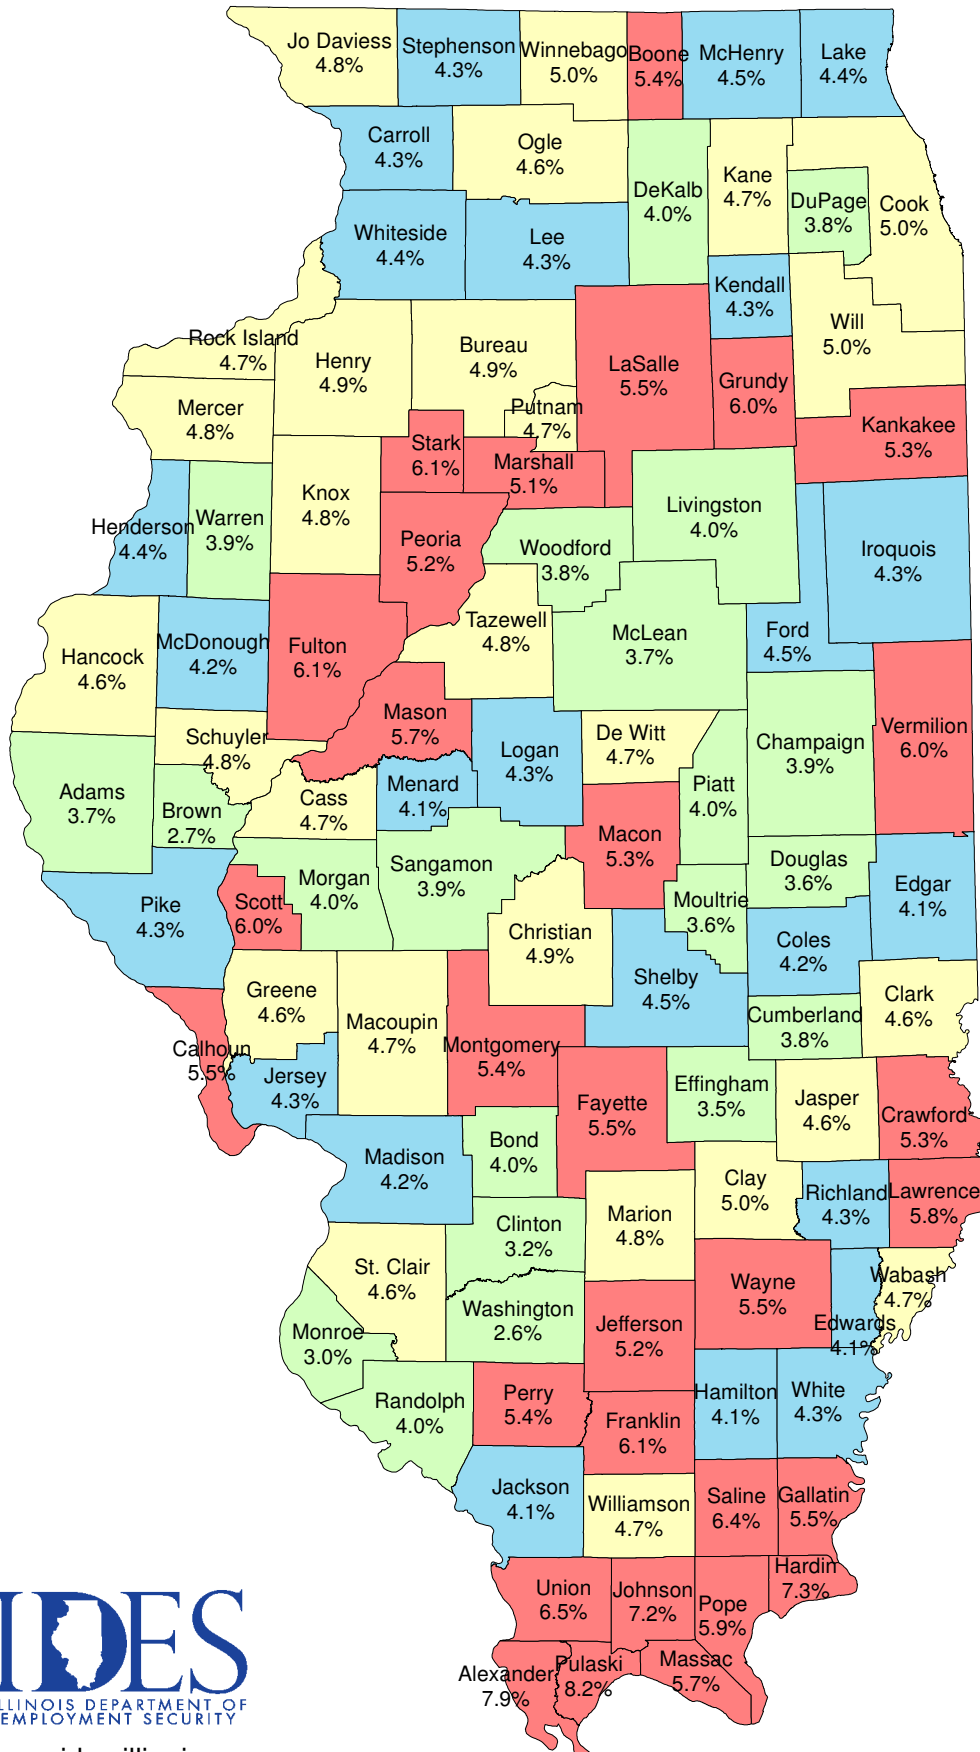 Jo Daviess
4.8%
Stephenson
4.3%
Winnebago
5.0%
Boone
5.4%
McHenry
4.5%
Lake
4.4%
Carroll
4.3%
Ogle
4.6%
DeKalb
4.0%
Kane
4.7%
DuPage
3.8%
Cook
5.0%
Whiteside
4.4%
Lee
4.3%
Kendall
4.3%
Will
5.0%
Rock Island
4.7%
Henry
4.9%
Bureau
4.9%
LaSalle
5.5%
Grundy
6.0%
Putnam
4.7%
Mercer
4.8%
Kankakee
5.3%
Stark
6.1%
Marshall
5.1%
Knox
4.8%
Livingston
4.0%
Henderson
4.4%
Warren
3.9%
Peoria
5.2%
Woodford
3.8%
Iroquois
4.3%
Tazewell
4.8%
McLean
3.7%
Ford
4.5%
Hancock
4.6%
McDonough
4.2%
Fulton
6.1%
Mason
5.7%
Logan
4.3%
De Witt
4.7%
Champaign
3.9%
Vermilion
6.0%
Schuyler
4.8%
Adams
3.7%
Brown
2.7%
Cass
4.7%
Menard
4.1%
Piatt
4.0%
Macon
5.3%
Sangamon
3.9%
Douglas
3.6%
Edgar
4.1%
Morgan
4.0%
Scott
6.0%
Pike
4.3%
Moultrie
3.6%
Christian
4.9%
Coles
4.2%
Shelby
4.5%
Greene
4.6%
Macoupin
4.7%
Cumberland
3.8%
Clark
4.6%
Calhoun
5.5%
Montgomery
5.4%
Jersey
4.3%
Fayette
5.5%
Effingham
3.5%
Jasper
4.6%
Crawford
5.3%
Bond
4.0%
Madison
4.2%
Clay
5.0%
Richland
4.3%
Lawrence
5.8%
Clinton
3.2%
Marion
4.8%
St. Clair
4.6%
Wayne
5.5%
Wabash
4.7%
Edwards
4.1%
Washington
2.6%
Jefferson
5.2%
Monroe
3.0%
Randolph
4.0%
Perry
5.4%
Hamilton
4.1%
White
4.3%
Franklin
6.1%
Jackson
4.1%
Williamson
4.7%
Saline
6.4%
Gallatin
5.5%
Union
6.5%
Johnson
7.2%
Pope
5.9%
Hardin
7.3%
Alexander
7.9%
Pulaski
8.2%
Massac
5.7%
IDES
ILLINOIS DEPARTMENT OF
EMPLOYMENT SECURITY